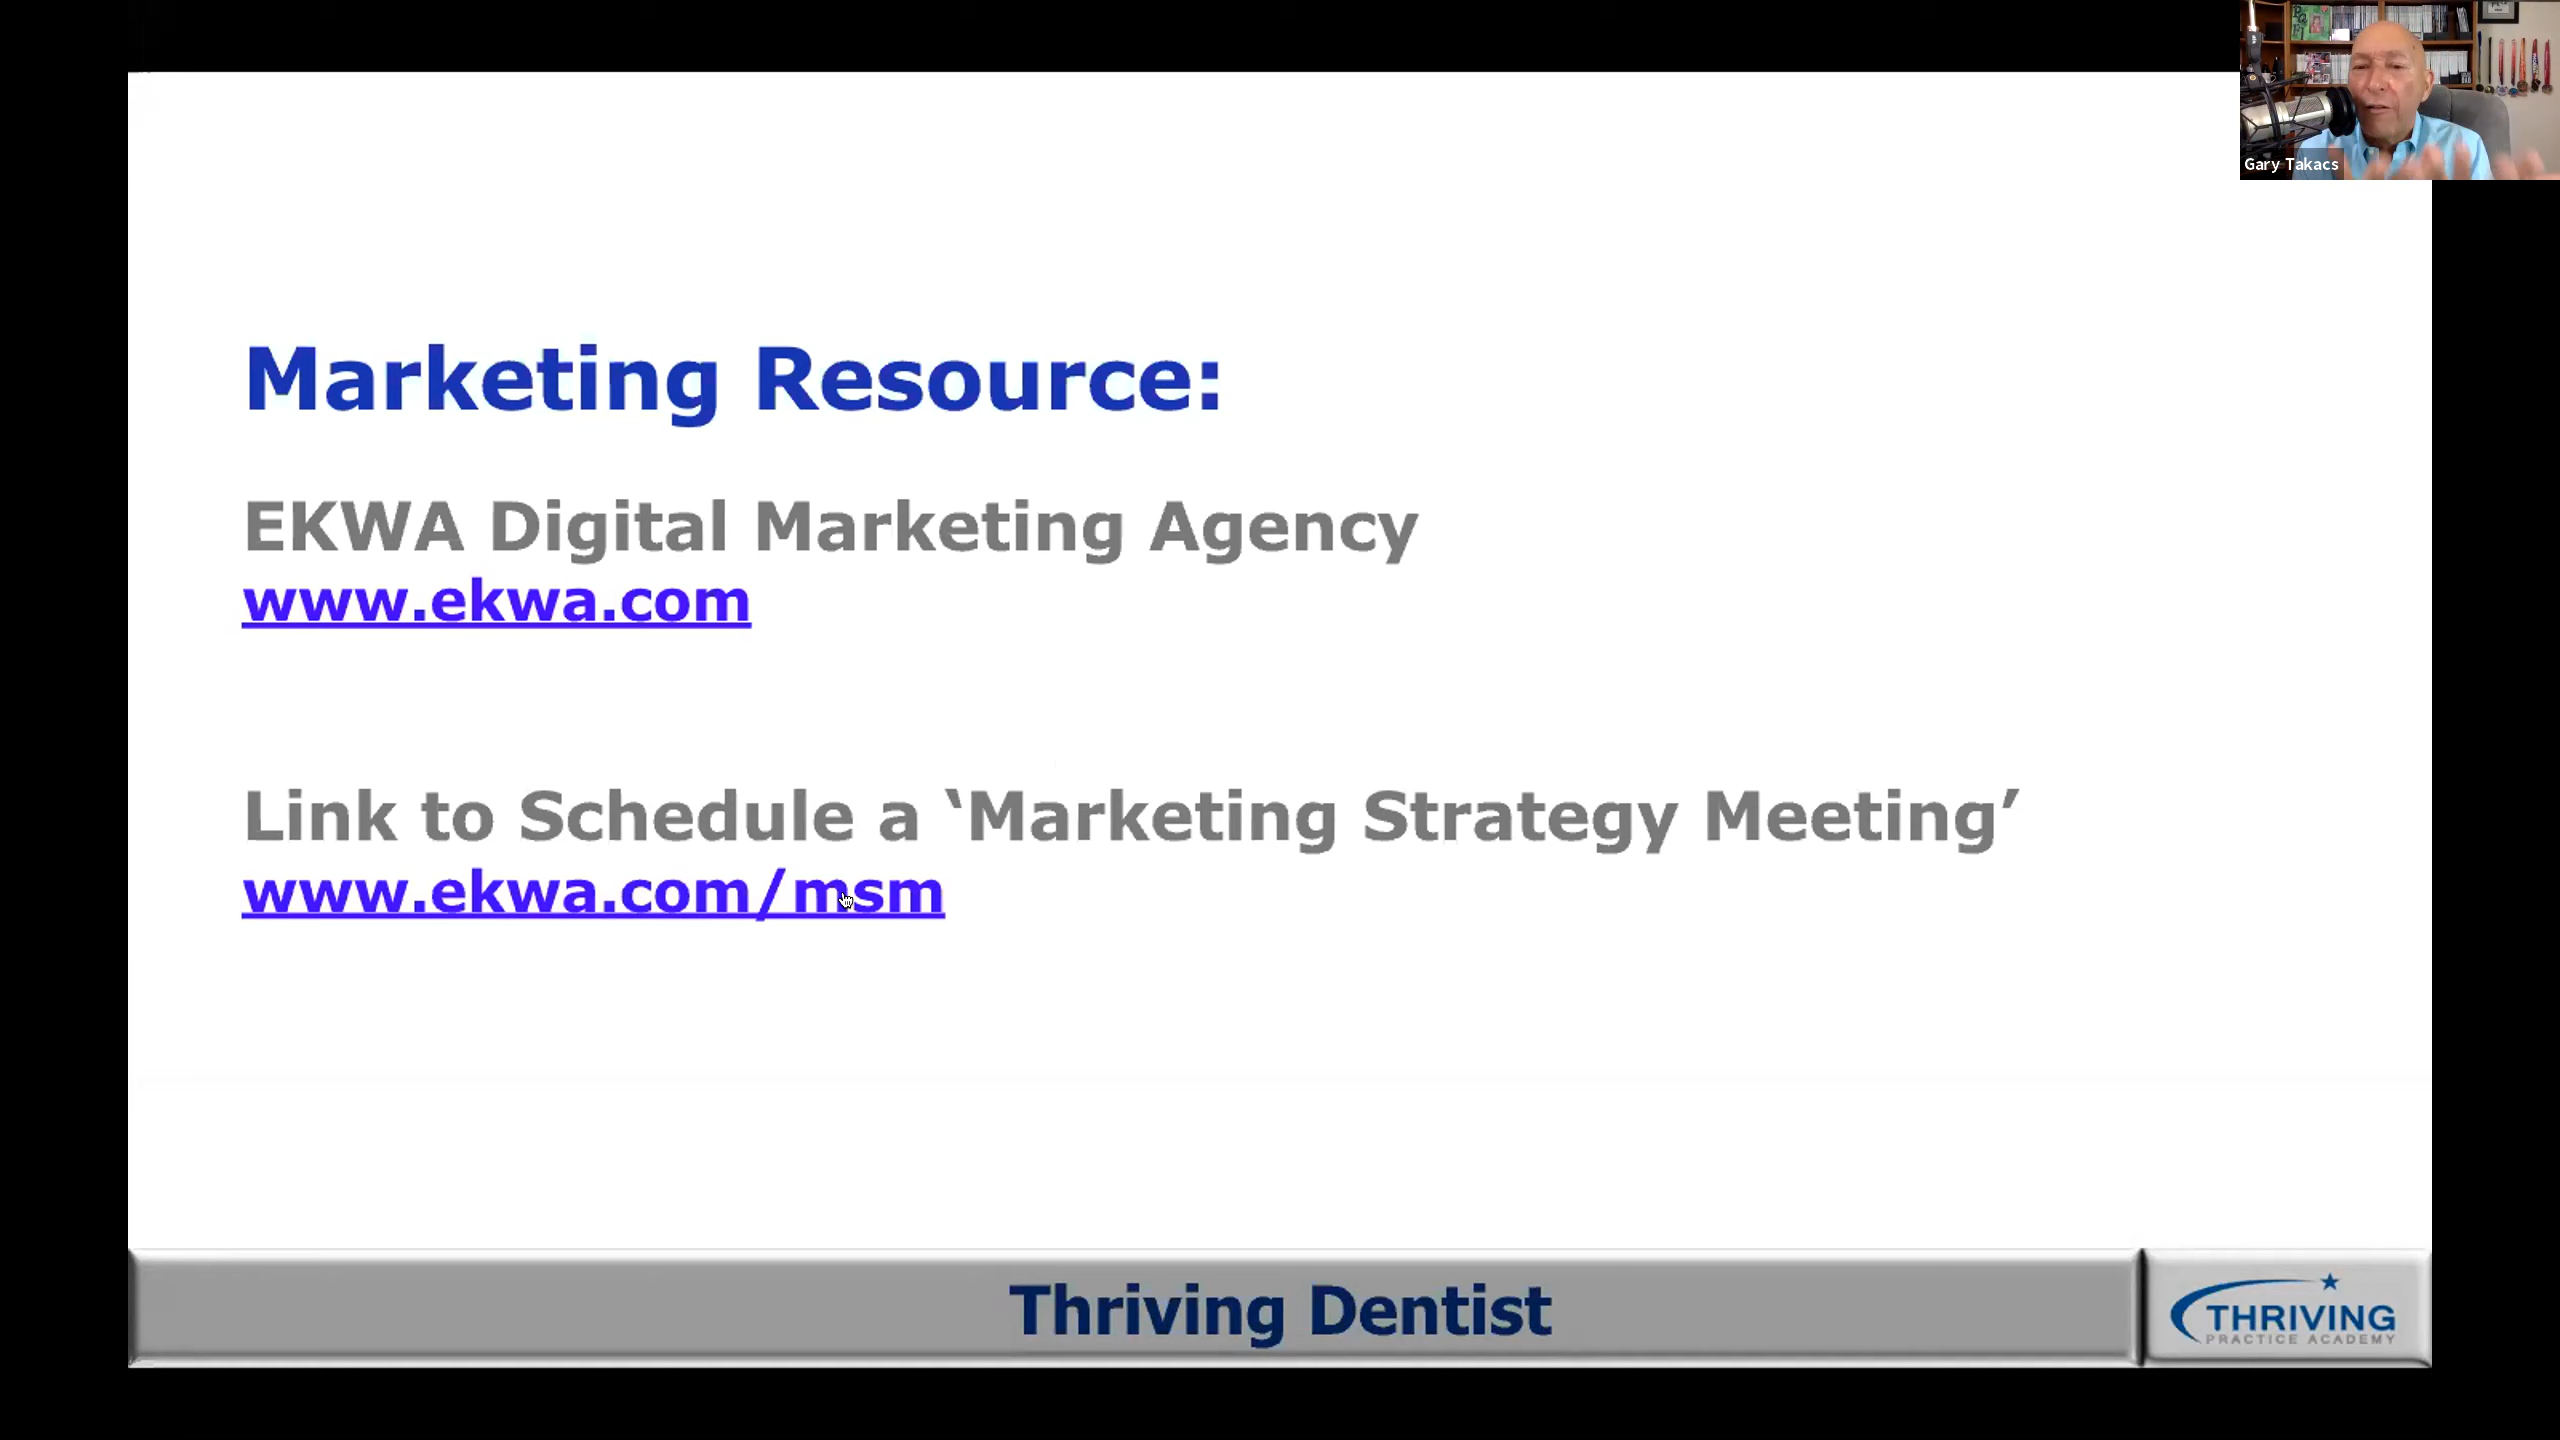 Gary Takacs
Marketing Resource:
EKWA Digital Marketing Agency
www.ekwa.com
Link to Schedule a ‘Marketing Strategy Meeting’
www.ekwa.com/msm
Thriving Dentist
THRIVING
PRACTICE ACADEMY